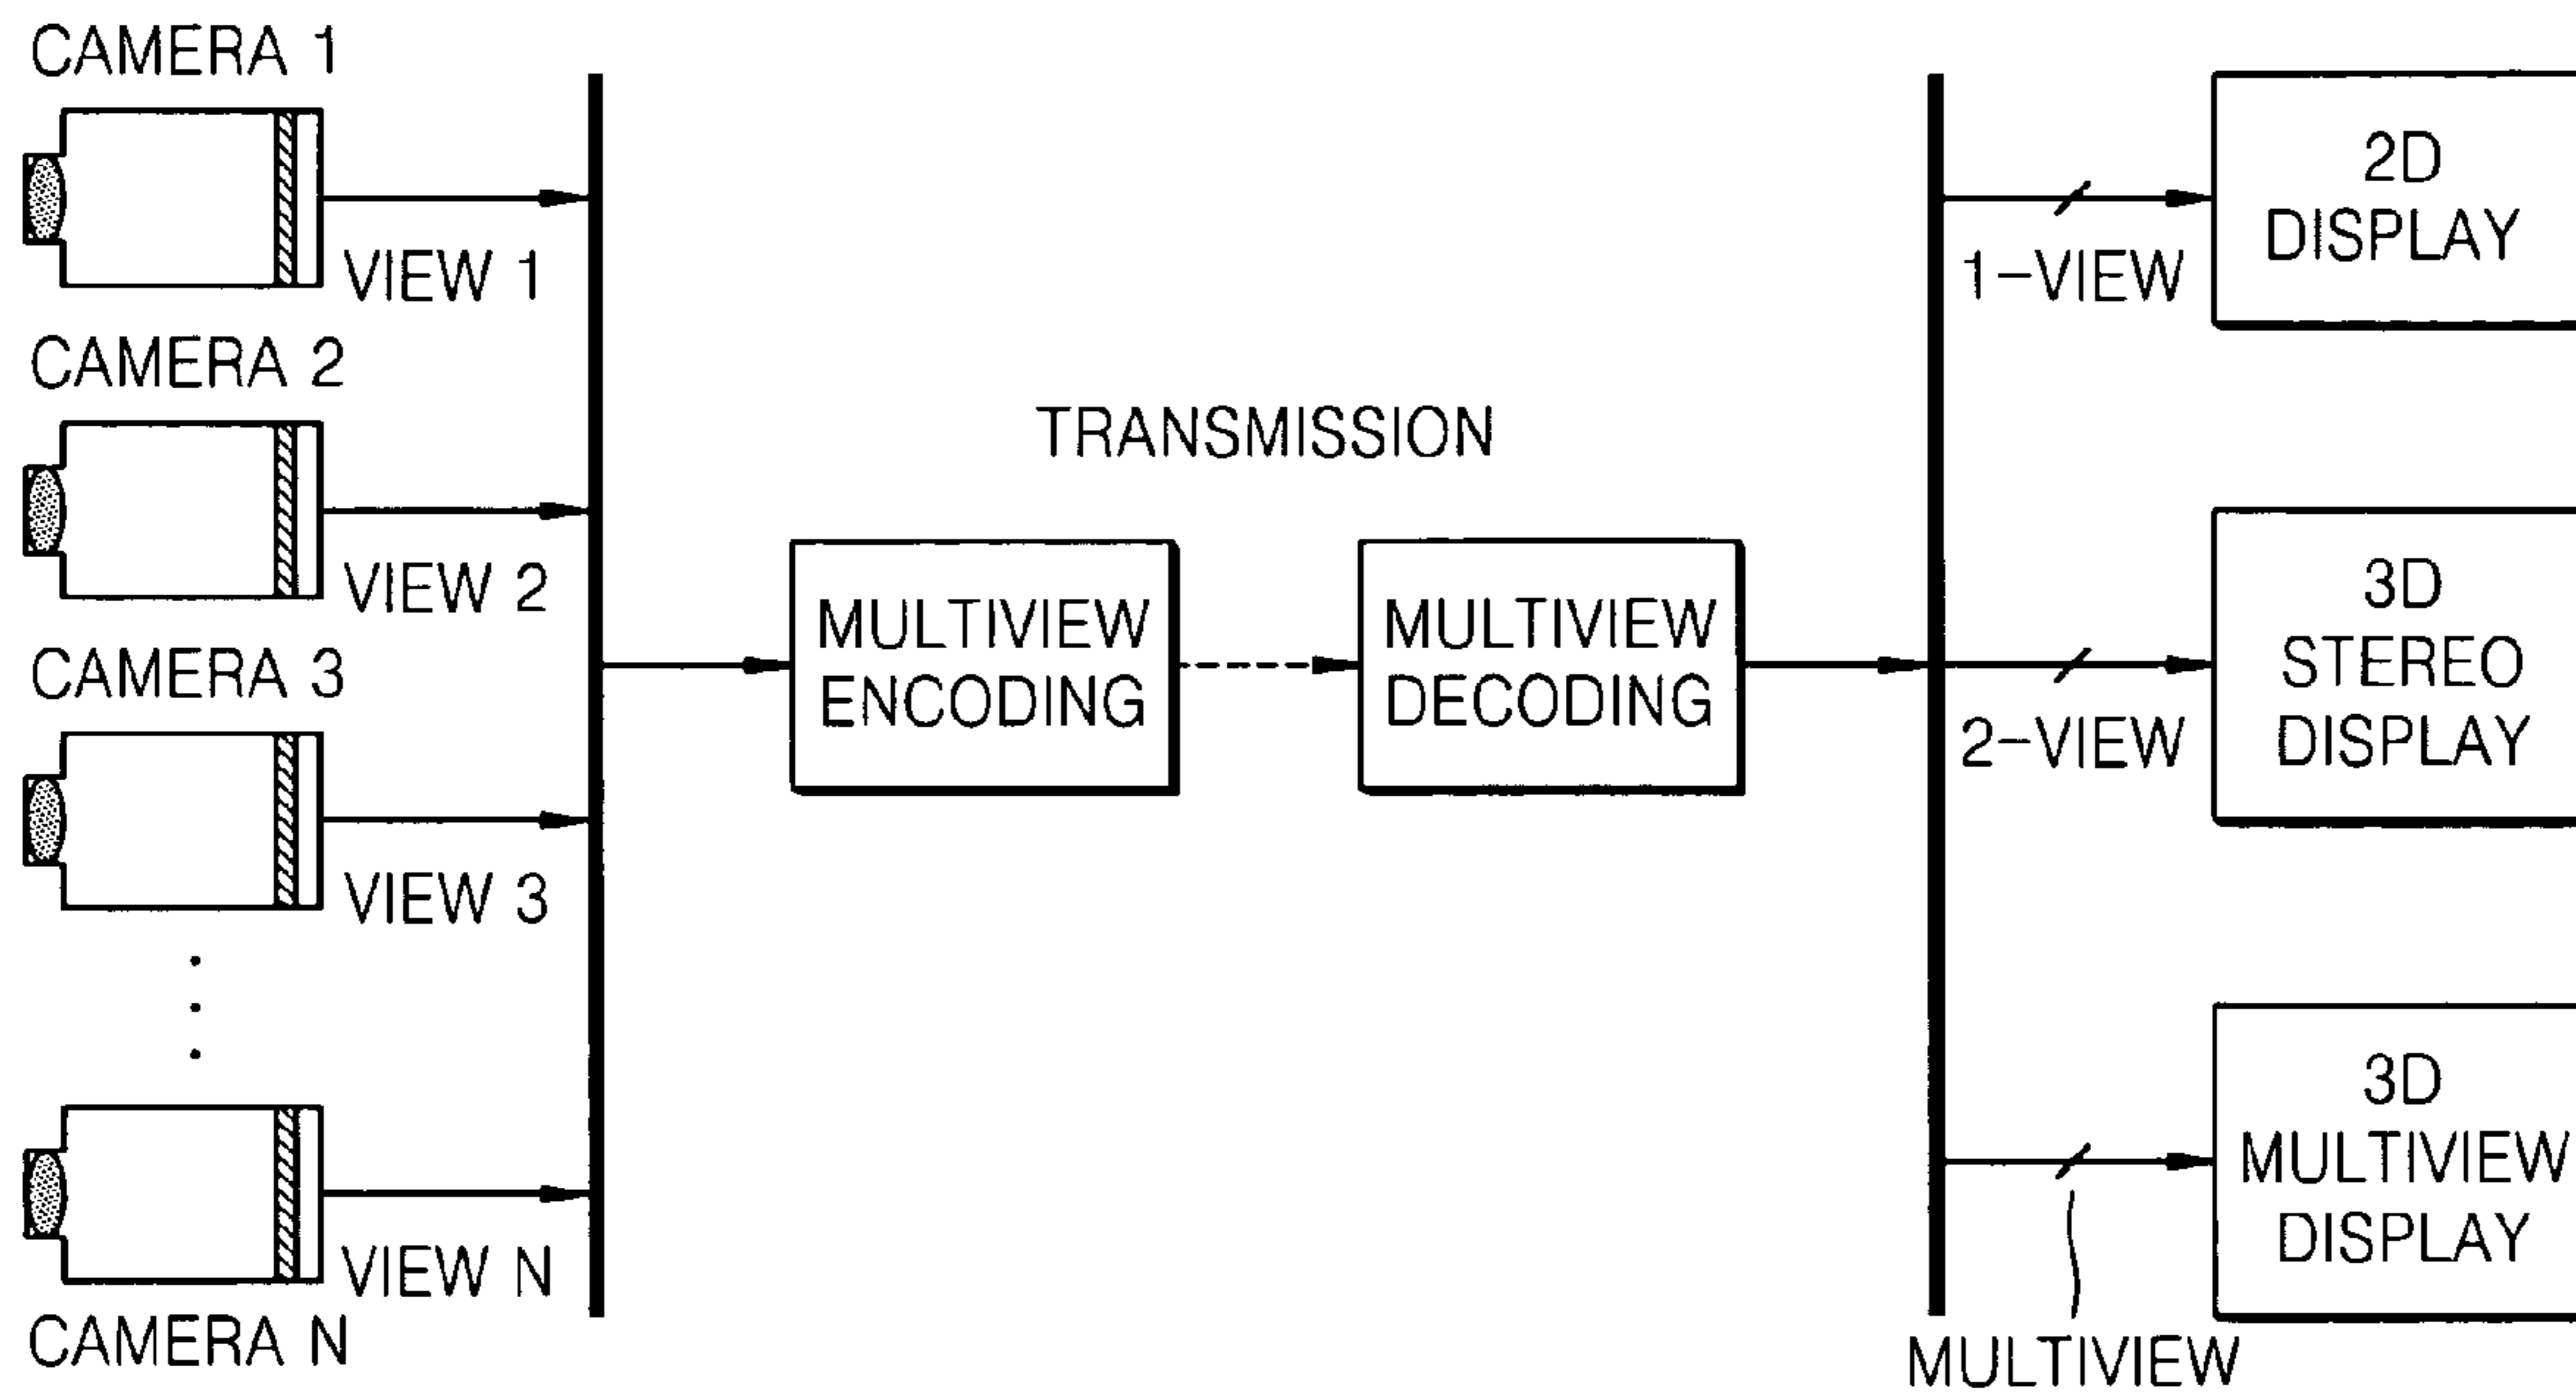 CAMERA 1
VIEW 1
CAMERA 2
VIEW 2
CAMERA 3
VIEW 3
VIEW N
CAMERA N
TRANSMISSION
MULTIVIEW
ENCODING
MULTIVIEW
DECODING
1-VIEW
2D
DISPLAY
2-VIEW
3D
STEREO
DISPLAY
MULTIVIEW
3D
MULTIVIEW
DISPLAY